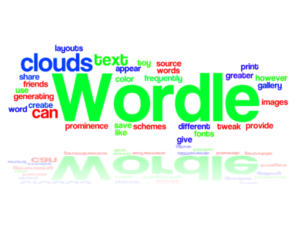 layouts
clouds text toy source
share appear words print
friends color frequently greater however
use gallery
generating Wordle
word create images
can
prominence save schemes different tweak provide
like fonts
give